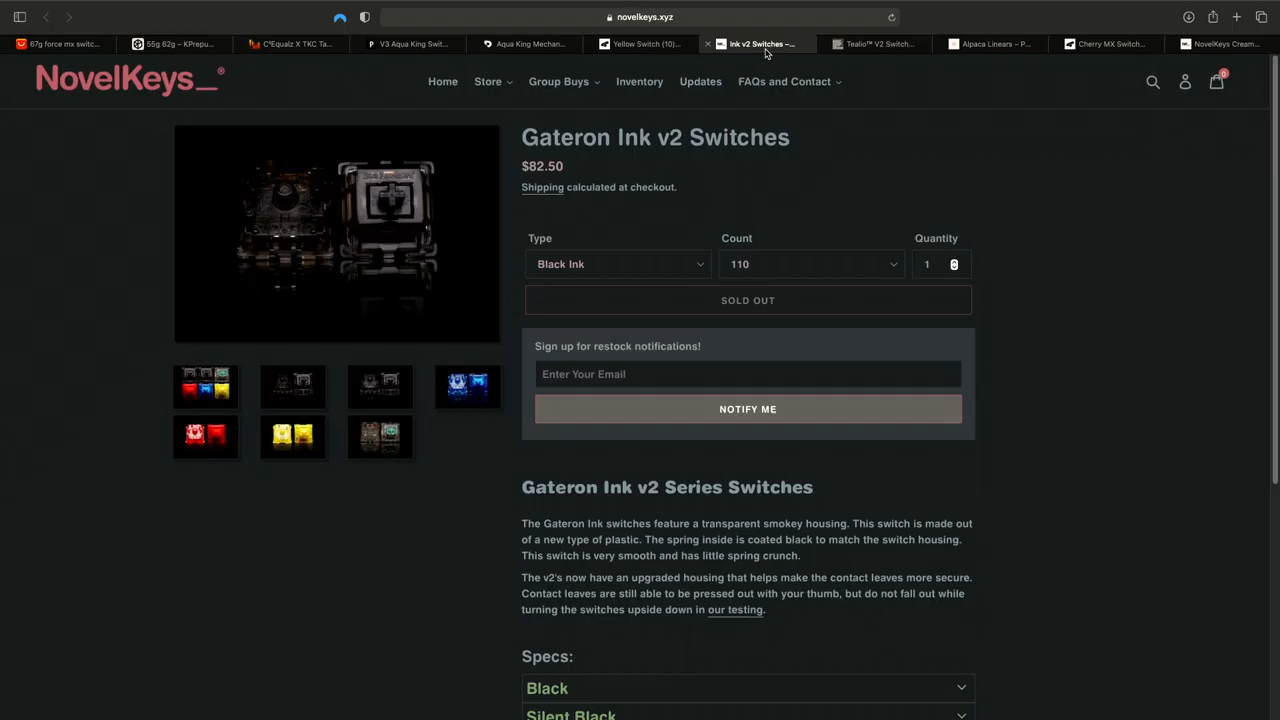 novelkeys.xyz
67g force mx switc...
55g 62g – KPrepu...
C³Equalz X TKC Ta...
V3 Aqua King Swit...
Aqua King Mechan...
Yellow Switch (10)...
Ink v2 Switches –...
Tealio™ V2 Switch...
Alpaca Linears – P...
Cherry MX Switch...
NovelKeys Cream...
NovelKeys_®
Home
Store
Group Buys
Inventory
Updates
FAQs and Contact
0
Gateron Ink v2 Switches
$82.50
Shipping calculated at checkout.
Type
Count
Quantity
Black Ink
110
1
SOLD OUT
Sign up for restock notifications!
Enter Your Email
NOTIFY ME
Gateron Ink v2 Series Switches
The Gateron Ink switches feature a transparent smokey housing. This switch is made out
of a new type of plastic. The spring inside is coated black to match the switch housing.
This switch is very smooth and has little spring crunch.
The v2's now have an upgraded housing that helps make the contact leaves more secure.
Contact leaves are still able to be pressed out with your thumb, but do not fall out while
turning the switches upside down in our testing.
Specs:
Black
Silent Black